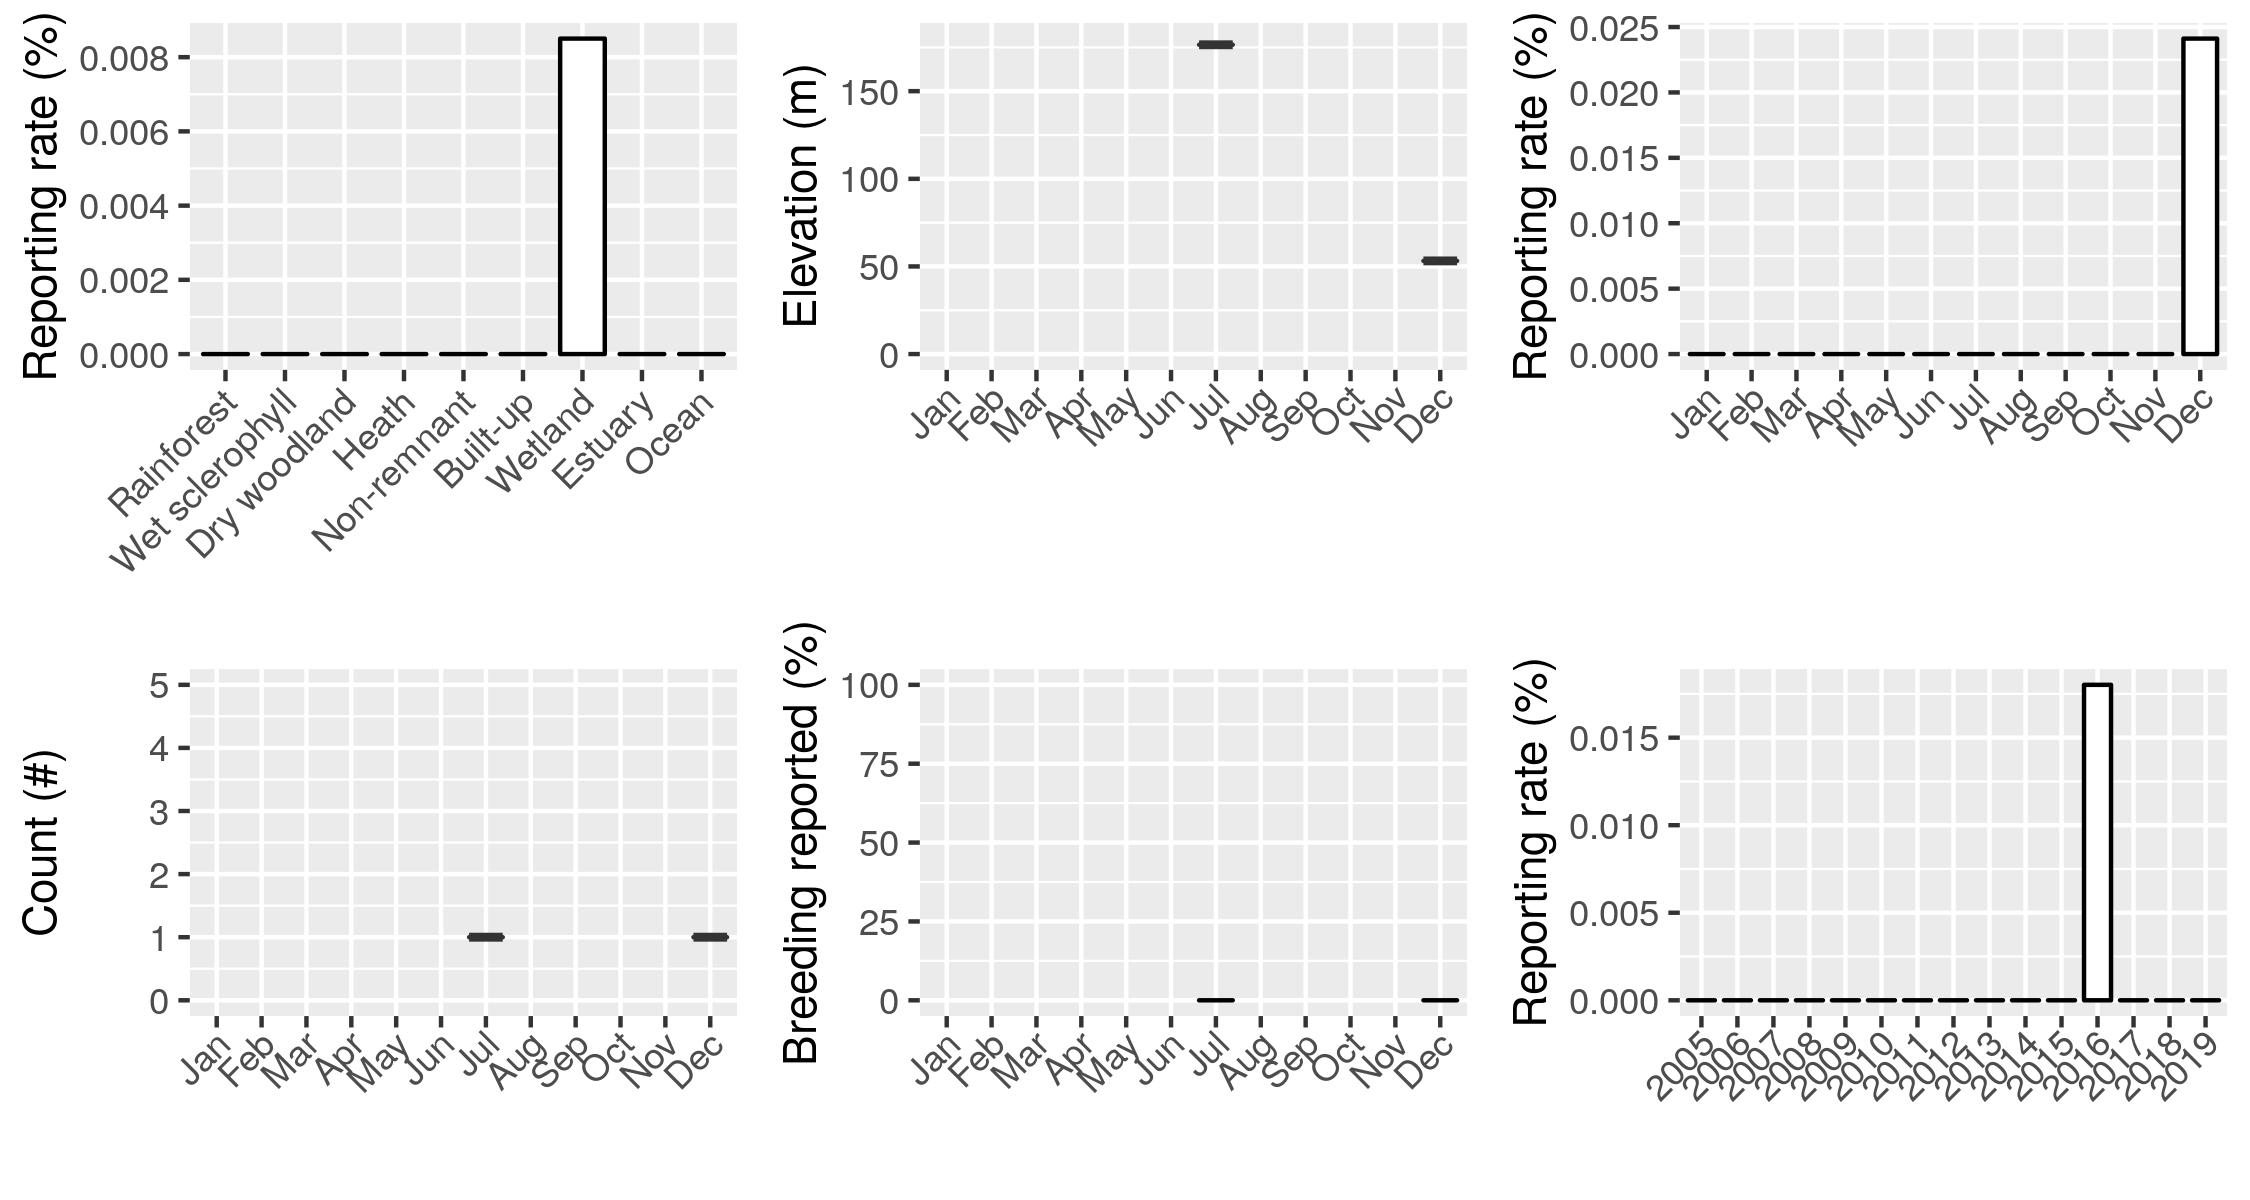 Reporting rate (%)
0.008
0.006
0.004
0.002
0.000
Rainforest
Wet sclerophyll
Dry woodland
Heath
Non-remnant
Built-up
Wetland
Estuary
Ocean
Elevation (m)
150
100
50
0
Jan
Feb
Mar
Apr
May
Jun
Jul
Aug
Sep
Oct
Nov
Dec
Reporting rate (%)
0.025
0.020
0.015
0.010
0.005
0.000
Jan
Feb
Mar
Apr
May
Jun
Jul
Aug
Sep
Oct
Nov
Dec
Count (#)
5
4
3
2
1
0
Jan
Feb
Mar
Apr
May
Jun
Jul
Aug
Sep
Oct
Nov
Dec
Breeding reported (%)
100
75
50
25
0
Jan
Feb
Mar
Apr
May
Jun
Jul
Aug
Sep
Oct
Nov
Dec
Reporting rate (%)
0.015
0.010
0.005
0.000
2005
2006
2007
2008
2009
2010
2011
2012
2013
2014
2015
2016
2017
2018
2019